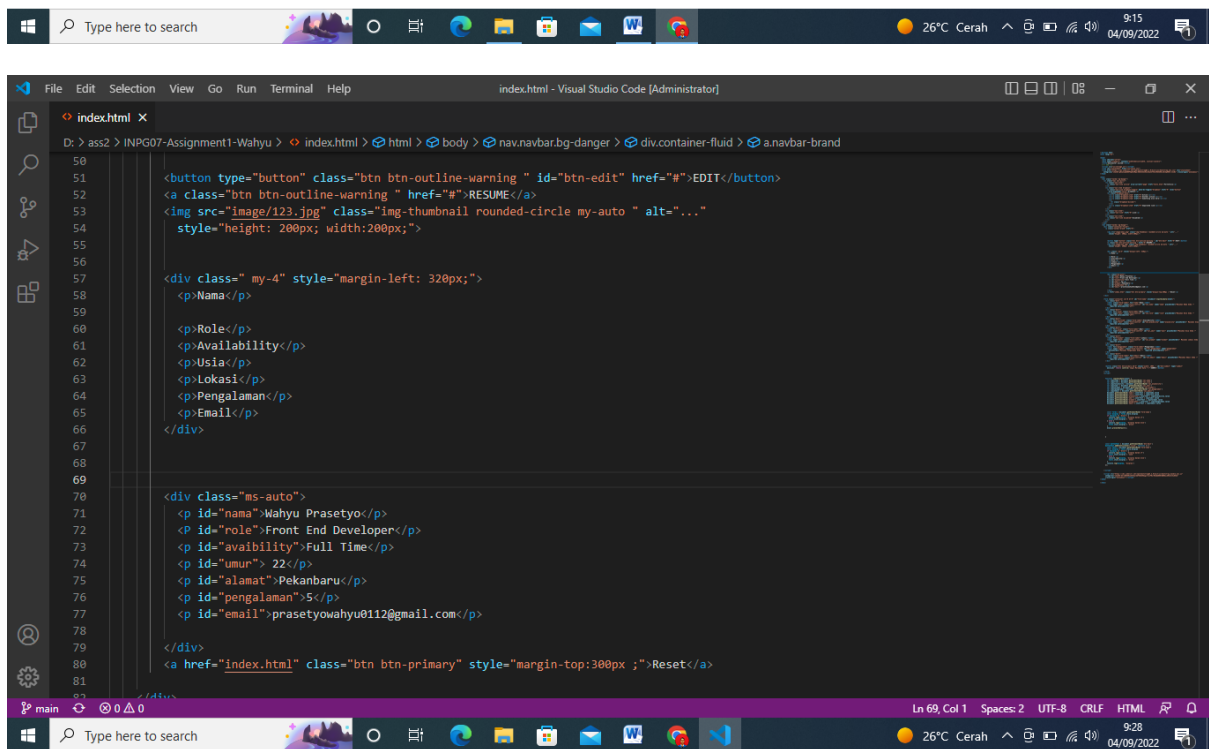 Type here to search
26°C Cerah
9:15
04/09/2022
1
File Edit Selection View Go Run Terminal Help
index.html - Visual Studio Code [Administrator]
index.html
D: > ass2 > INPG07-Assignment1-Wahyu > index.html > html > body > nav.navbar.bg-danger > div.container-fluid > a.navbar-brand
50
51 <button type="button" class="btn btn-outline-warning " id="btn-edit" href="#">EDIT</button>
52 <a class="btn btn-outline-warning " href="#">RESUME</a>
53 <img src="image/123.jpg" class="img-thumbnail rounded-circle my-auto " alt="..."
54 style="height: 200px; width:200px;">
55
56
57 <div class=" my-4" style="margin-left: 320px;">
58 <p>Nama</p>
59
60 <p>Role</p>
61 <p>Availability</p>
62 <p>Usia</p>
63 <p>Lokasi</p>
64 <p>Pengalaman</p>
65 <p>Email</p>
66 </div>
67
68
69
70 <div class="ms-auto">
71 <p id="nama">Wahyu Prasetyo</p>
72 <P id="role">Front End Developer</p>
73 <p id="avaibility">Full Time</p>
74 <p id="umur"> 22</p>
75 <p id="alamat">Pekanbaru</p>
76 <p id="pengalaman">5</p>
77 <p id="email">prasetyowahyu0112@gmail.com</p>
78
79 </div>
80 <a href="index.html" class="btn btn-primary" style="margin-top:300px ;">Reset</a>
81
82 </div>
main 0 0
Ln 69, Col 1 Spaces: 2 UTF-8 CRLF HTML
Type here to search
26°C Cerah
9:28
04/09/2022
1